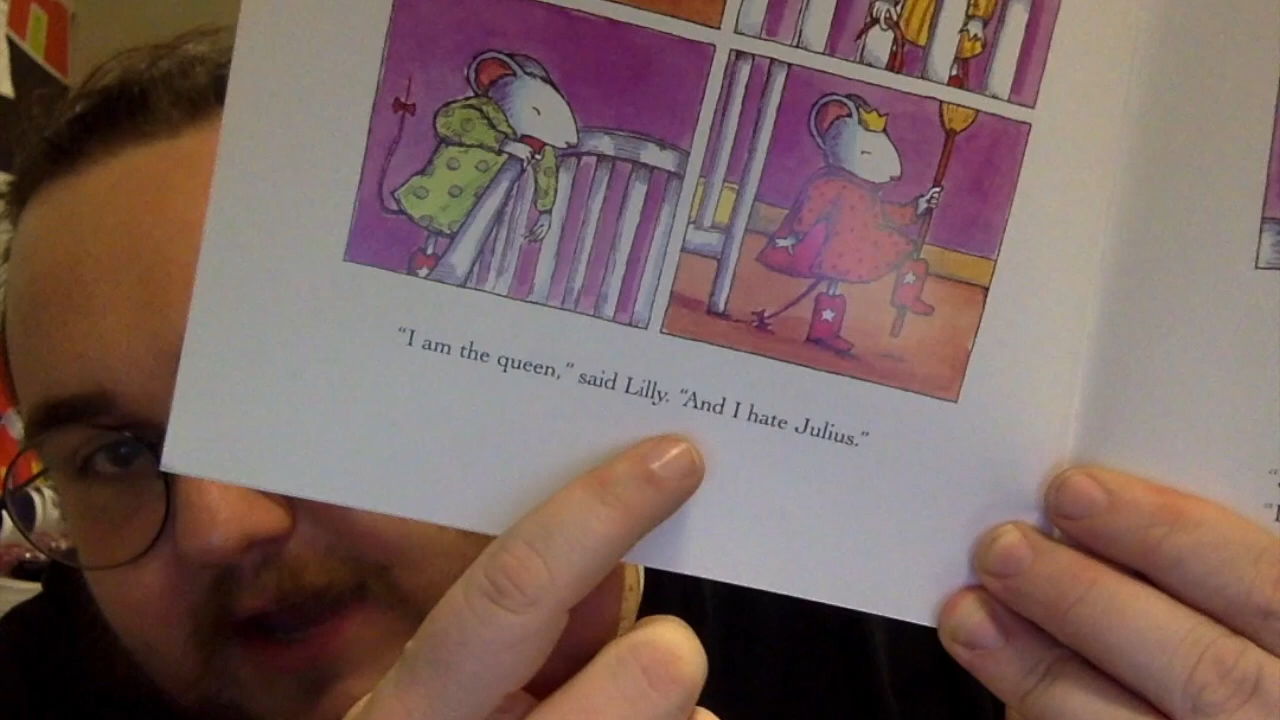 “I am the queen,” said Lilly. “And I hate Julius.”